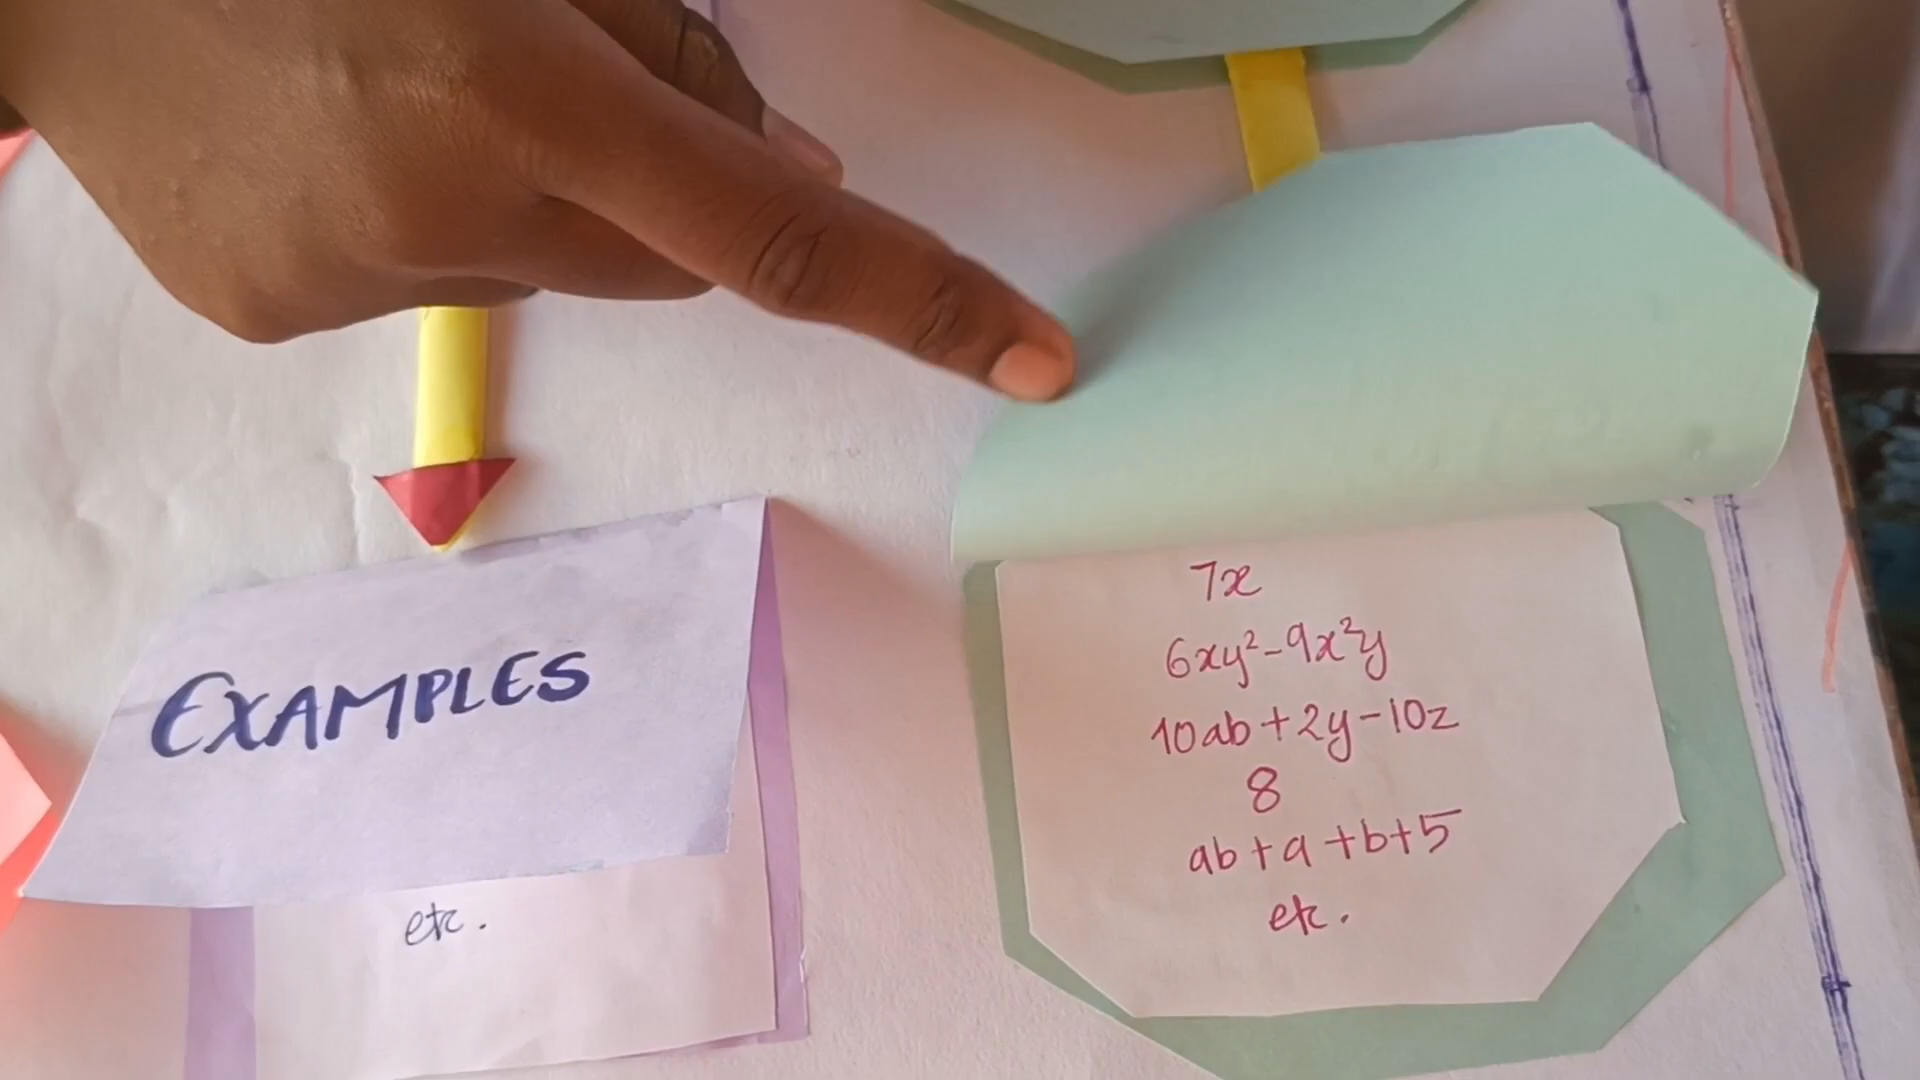 EXAMPLES
etc.
7x
6xy²-9x²y
10ab+2y-10z
8
ab+a+b+5
etc.